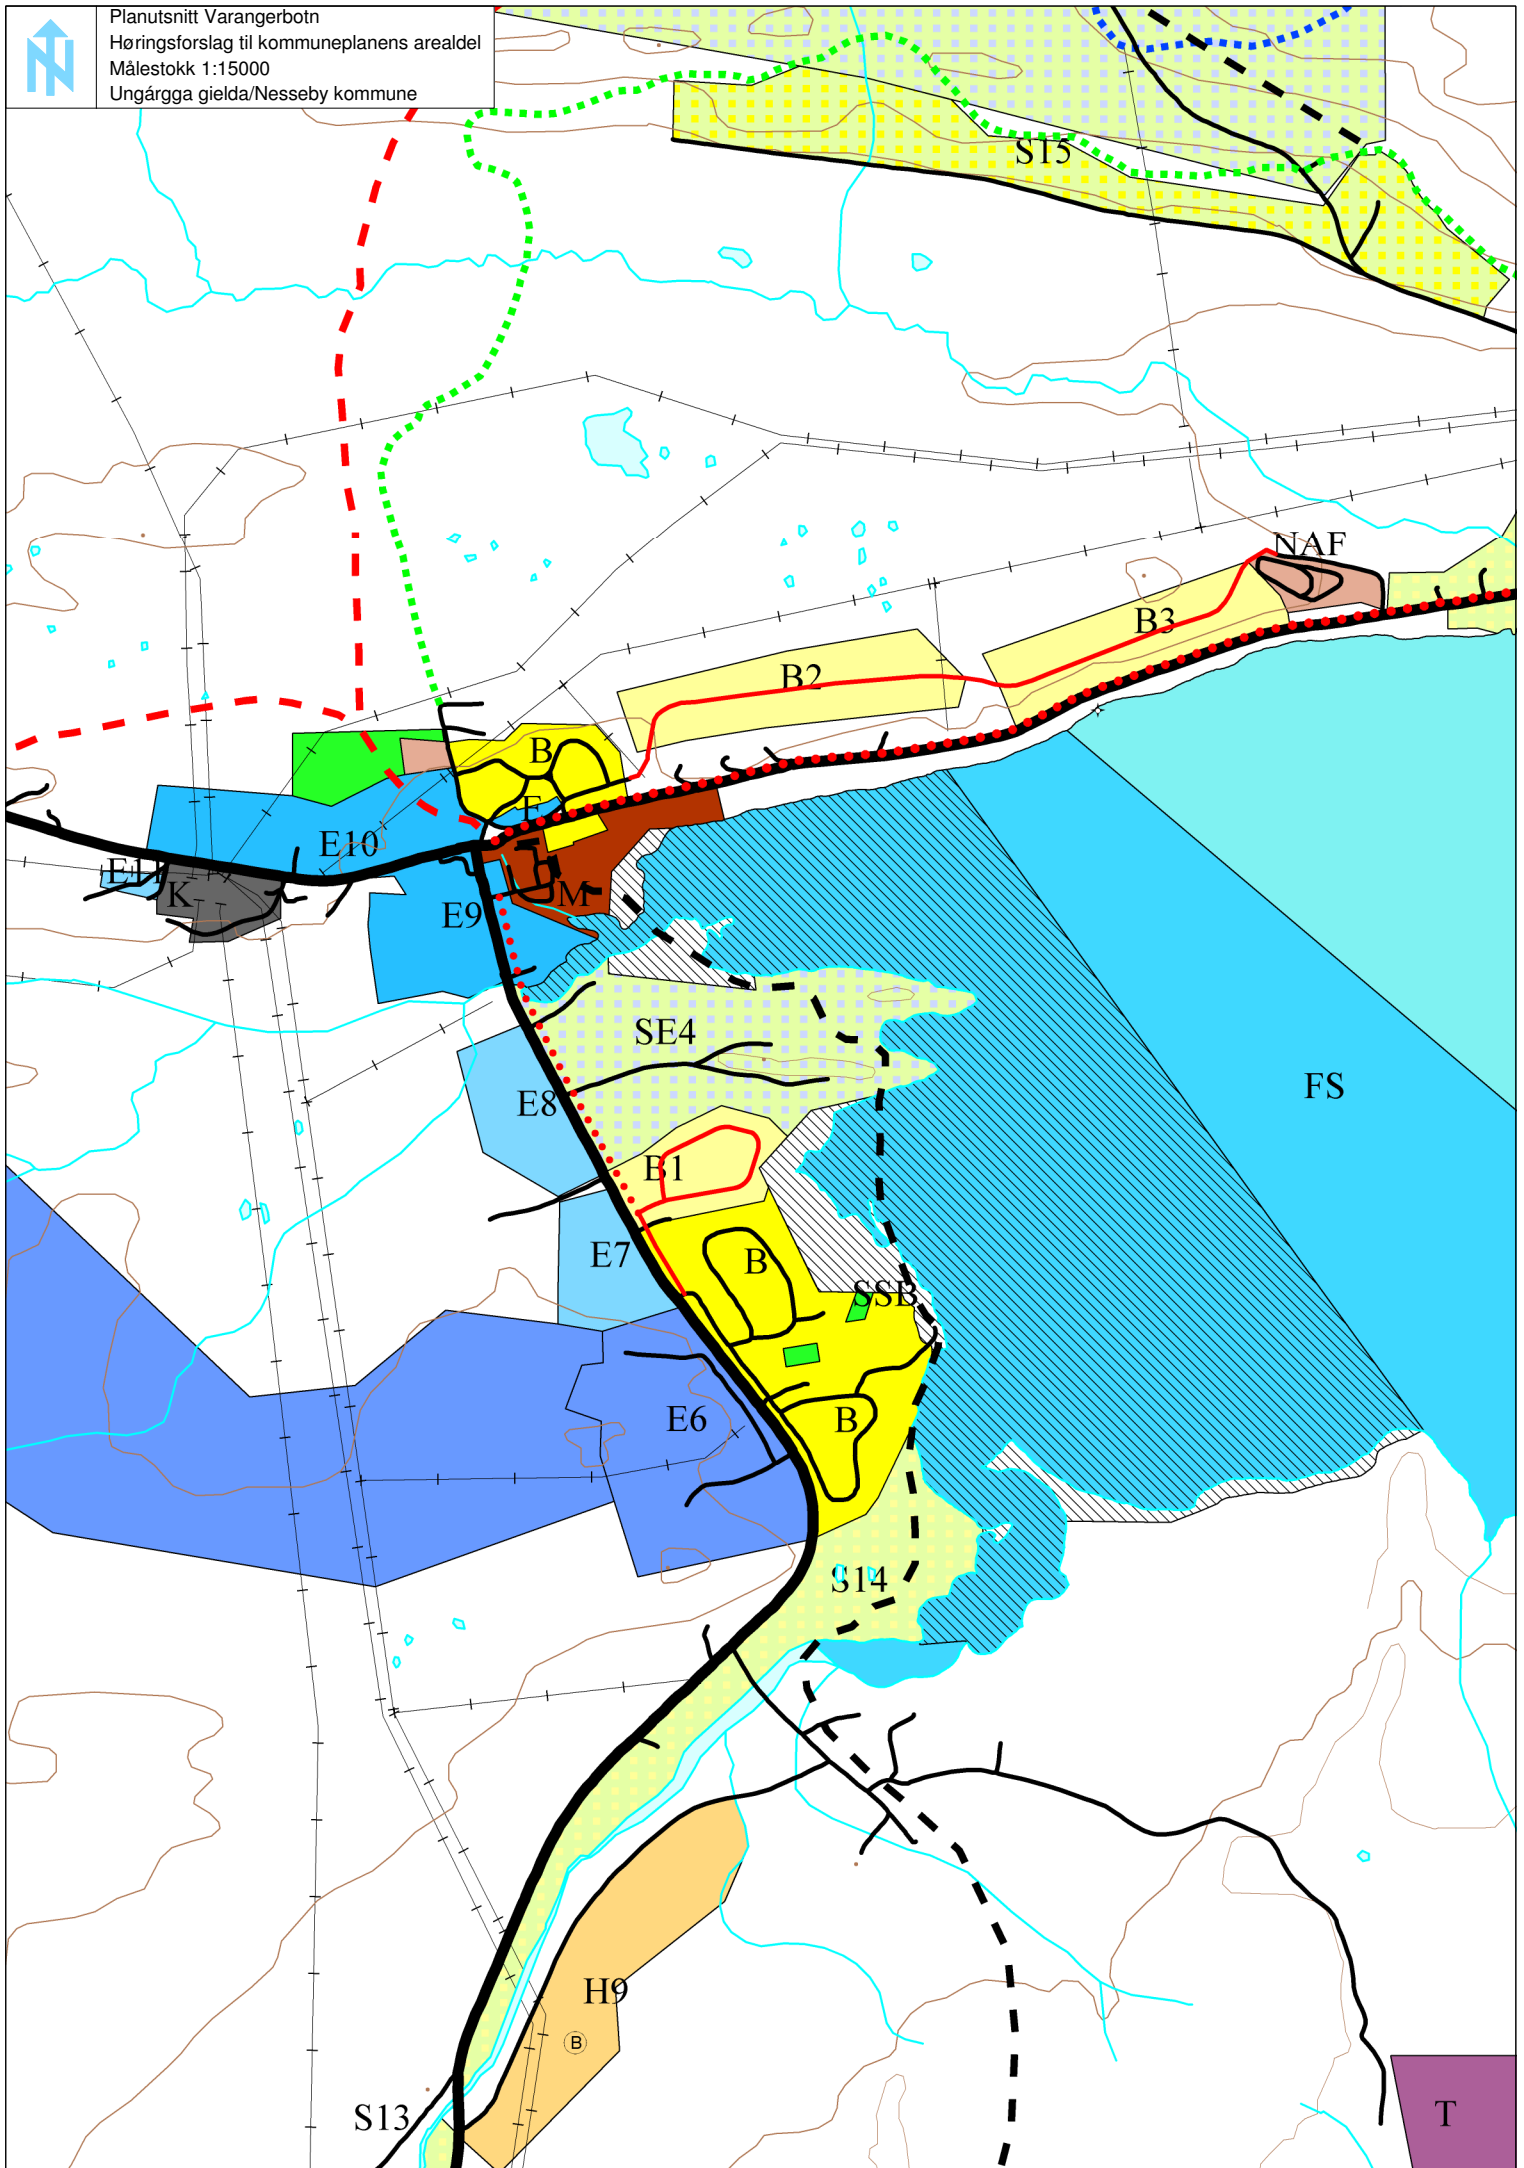 Planutsnitt Varangerbotn
Høringsforslag til kommuneplanens arealdel
Målestokk 1:15000
Ungárgga gielda/Nesseby kommune
S15
NAF
B3
B2
B
F
E10
E11
K
M
E9
SE4
FS
E8
B1
E7
B
SSB
E6
B
S14
H9
B
S13
T